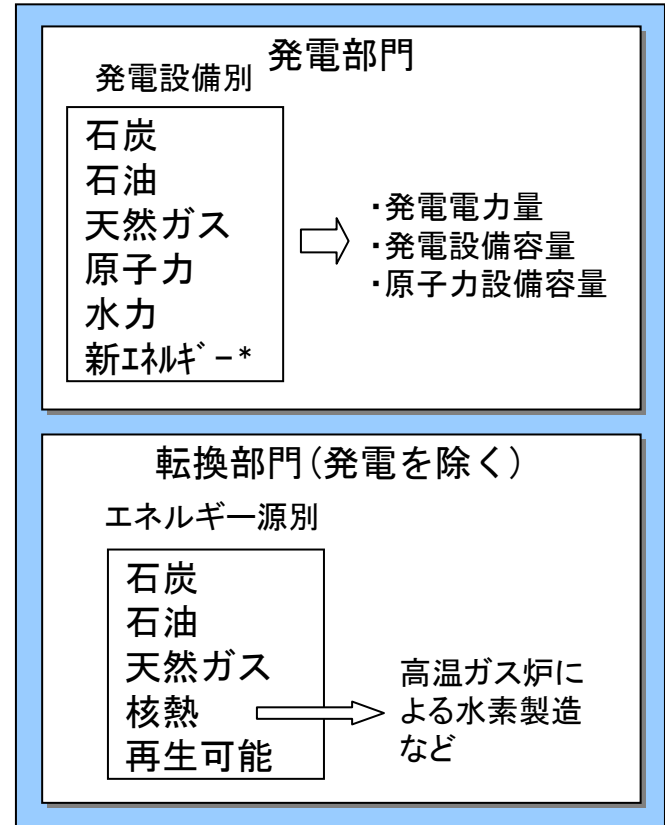 発電部門
発電設備別
石炭
石油
天然ガス
原子力
水力
新ｴﾈﾙｷﾞｰ*
・発電電力量
・発電設備容量
・原子力設備容量
転換部門(発電を除く)
エネルギー源別
石炭
石油
天然ガス
核熱
再生可能
高温ガス炉に
よる水素製造
など